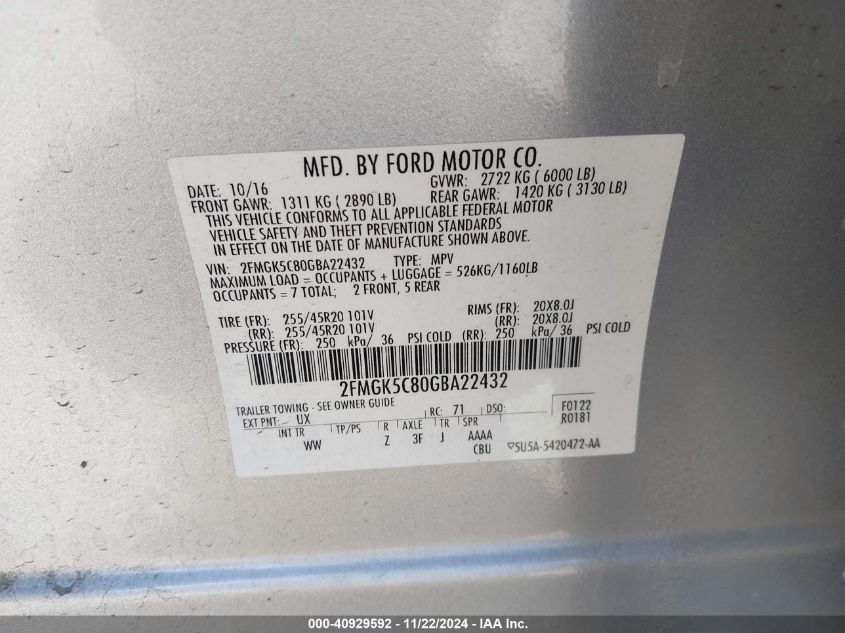 MFD. BY FORD MOTOR CO.
DATE: 10/16 GVWR: 2722 KG ( 6000 LB)
FRONT GAWR: 1311 KG ( 2890 LB) REAR GAWR: 1420 KG ( 3130 LB)
THIS VEHICLE CONFORMS TO ALL APPLICABLE FEDERAL MOTOR
VEHICLE SAFETY AND THEFT PREVENTION STANDARDS
IN EFFECT ON THE DATE OF MANUFACTURE SHOWN ABOVE.
VIN: 2FMGK5C80GBA22432 TYPE: MPV
MAXIMUM LOAD = OCCUPANTS + LUGGAGE = 526KG/1160LB
OCCUPANTS = 7 TOTAL; 2 FRONT, 5 REAR
TIRE (FR): 255/45R20 101V RIMS (FR): 20X8.0J
(RR): 255/45R20 101V (RR): 20X8.0J
PRESSURE (FR): 250 kPa/ 36 PSI COLD (RR): 250 kPa/ 36 PSI COLD
2FMGK5C80GBA22432
TRAILER TOWING - SEE OWNER GUIDE
EXT PNT: UX RC: 71 DSO: F0122
R0181
INT TR TP/PS R AXLE TR SPR
WW Z 3F J AAAA
CBU ▽5U5A-5420472-AA
000-40929592 - 11/22/2024 - IAA Inc.